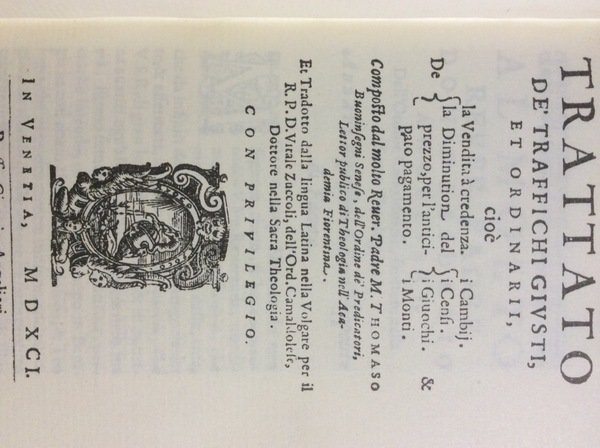 TRATTATO
DE' TRAFFICHI GIVSTI,
ET ORDINARII,
cioè
De la Vendita à credenza. i Cambij.
la Diminution del i Censi.
prezzo, per l'antici- i Giuochi. &
pato pagamento. i Monti.
Composto dal molto Reuer. Padre M. THOMASO
Buoninsegni Senese, dell'Ordine de' Predicatori,
Lettor publico di Theologia nell'Aca-
demia Fiorentina.
Et Tradotto dalla lingua Latina nella Volgare per il
R. P. D. Vitale Zuccoli, dell'Ord. Camaldolese,
Dottore nella Sacra Theologia.
CON PRIVILEGIO.
IN VENETIA, MDXCI.